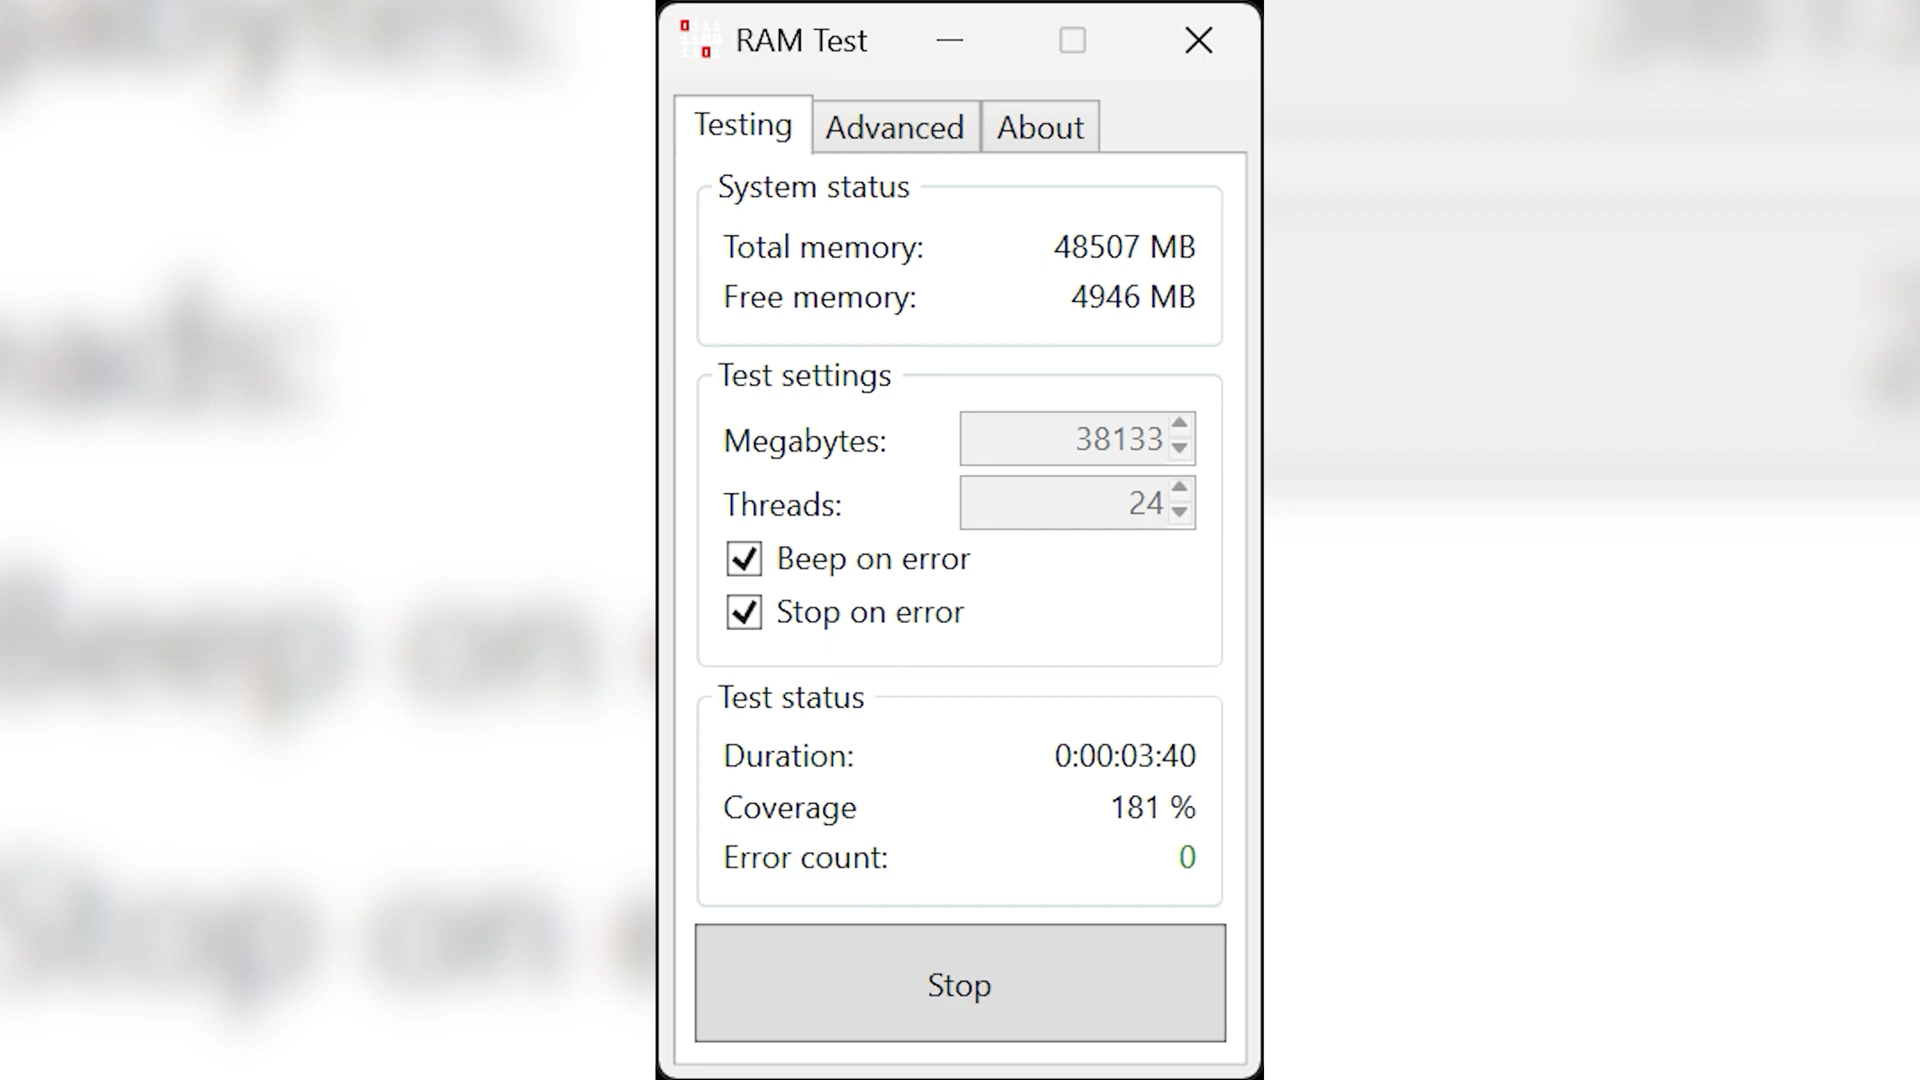 RAM Test
Testing
Advanced
About
System status
Total memory: 48507 MB
Free memory: 4946 MB
Test settings
Megabytes: 38133
Threads: 24
Beep on error
Stop on error
Test status
Duration: 0:00:03:40
Coverage 181 %
Error count: 0
Stop